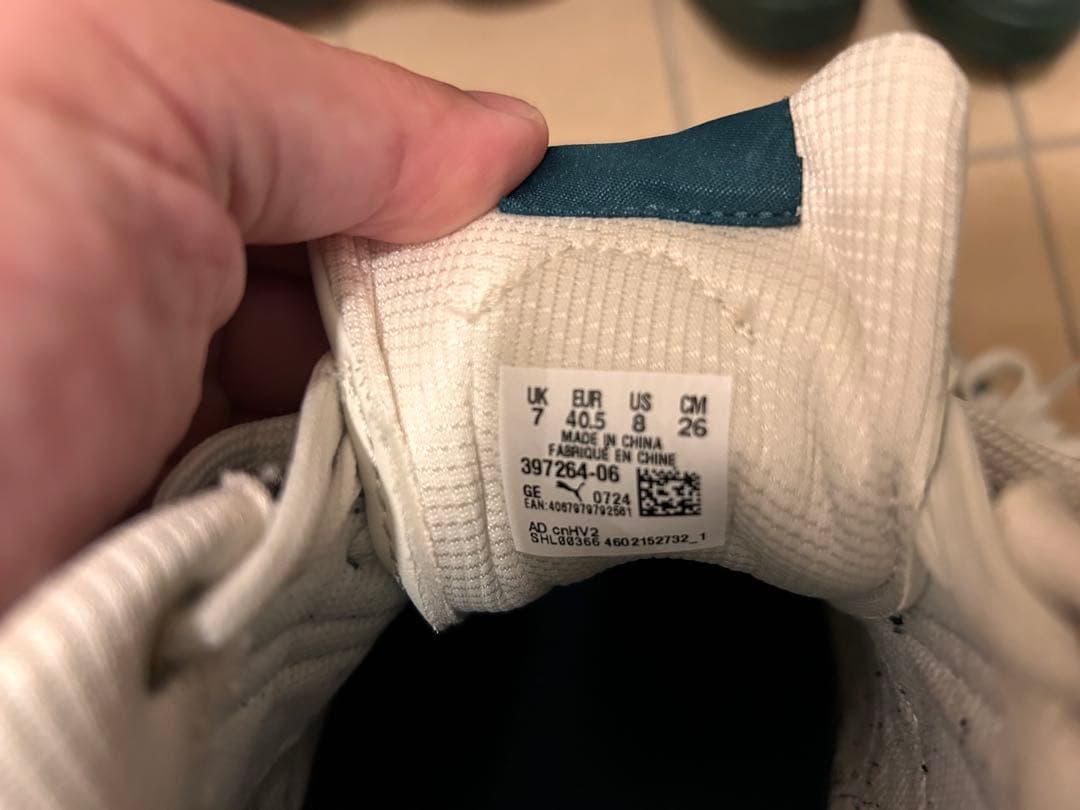 UK EUR US CM
7 40.5 8 26
MADE IN CHINA
FABRIQUÉ EN CHINE
397264-06
GE 0724
EAN:4067979792561
AD cnHV2
SHL00366 4602152732_1